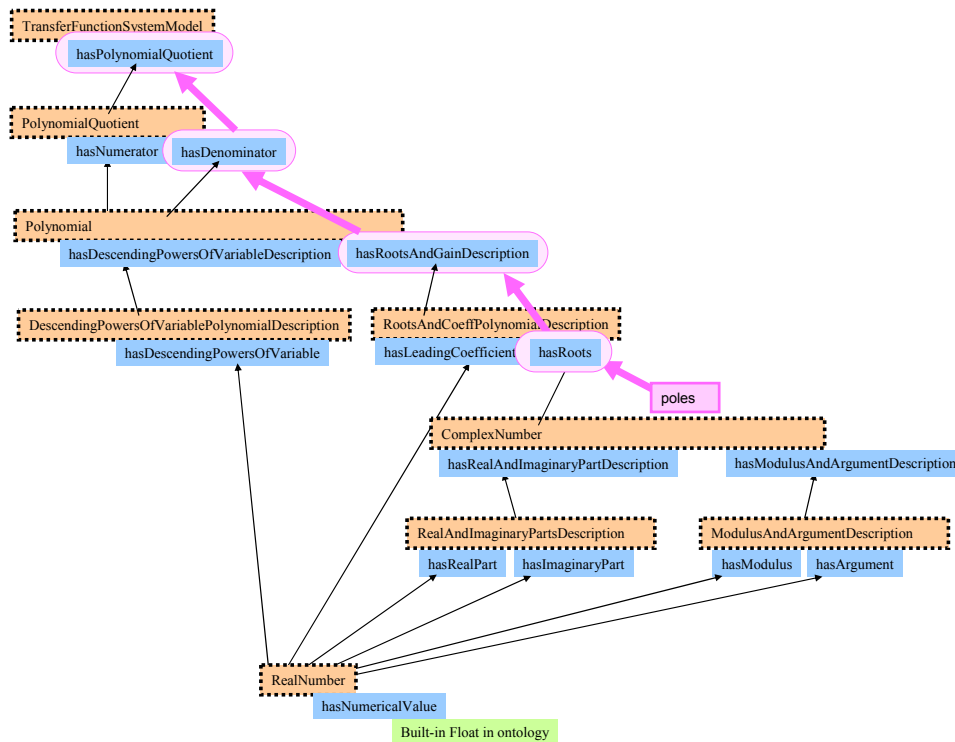 TransferFunctionSystemModel
hasPolynomialQuotient
PolynomialQuotient
hasNumerator
hasDenominator
Polynomial
hasDescendingPowersOfVariableDescription
hasRootsAndGainDescription
DescendingPowersOfVariablePolynomialDescription
RootsAndCoeffPolynomialDescription
hasDescendingPowersOfVariable
hasLeadingCoefficient
hasRoots
poles
ComplexNumber
hasRealAndImaginaryPartDescription
hasModulusAndArgumentDescription
RealAndImaginaryPartsDescription
ModulusAndArgumentDescription
hasRealPart
hasImaginaryPart
hasModulus
hasArgument
RealNumber
hasNumericalValue
Built-in Float in ontology